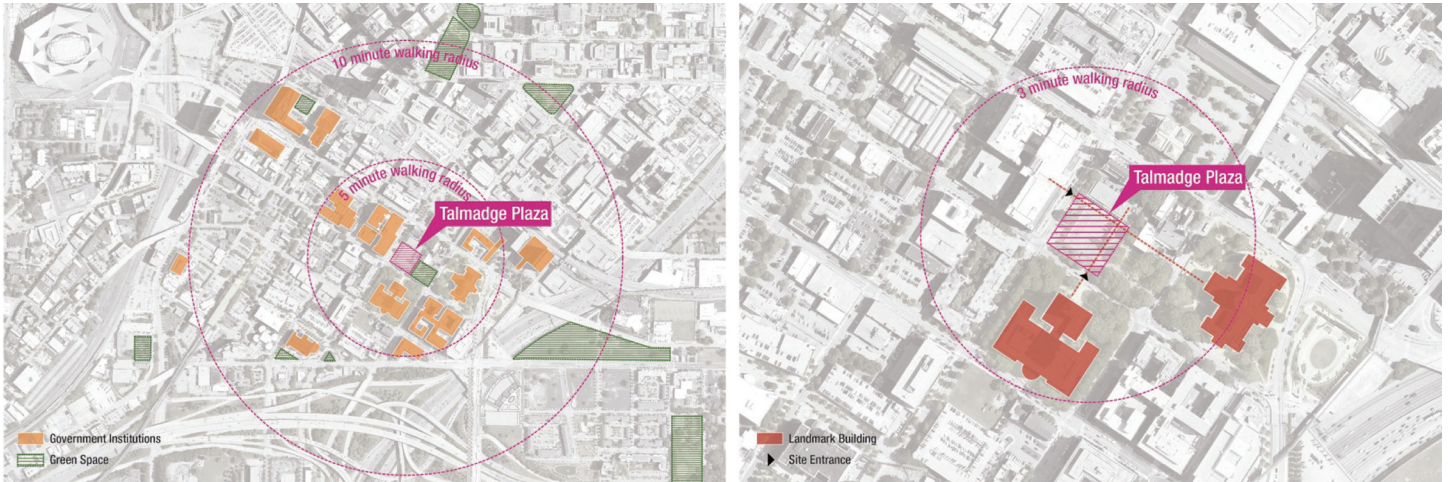 10 minute walking radius
5 minute walking radius
Talmadge Plaza
Government Institutions
Green Space
3 minute walking radius
Talmadge Plaza
Landmark Building
Site Entrance